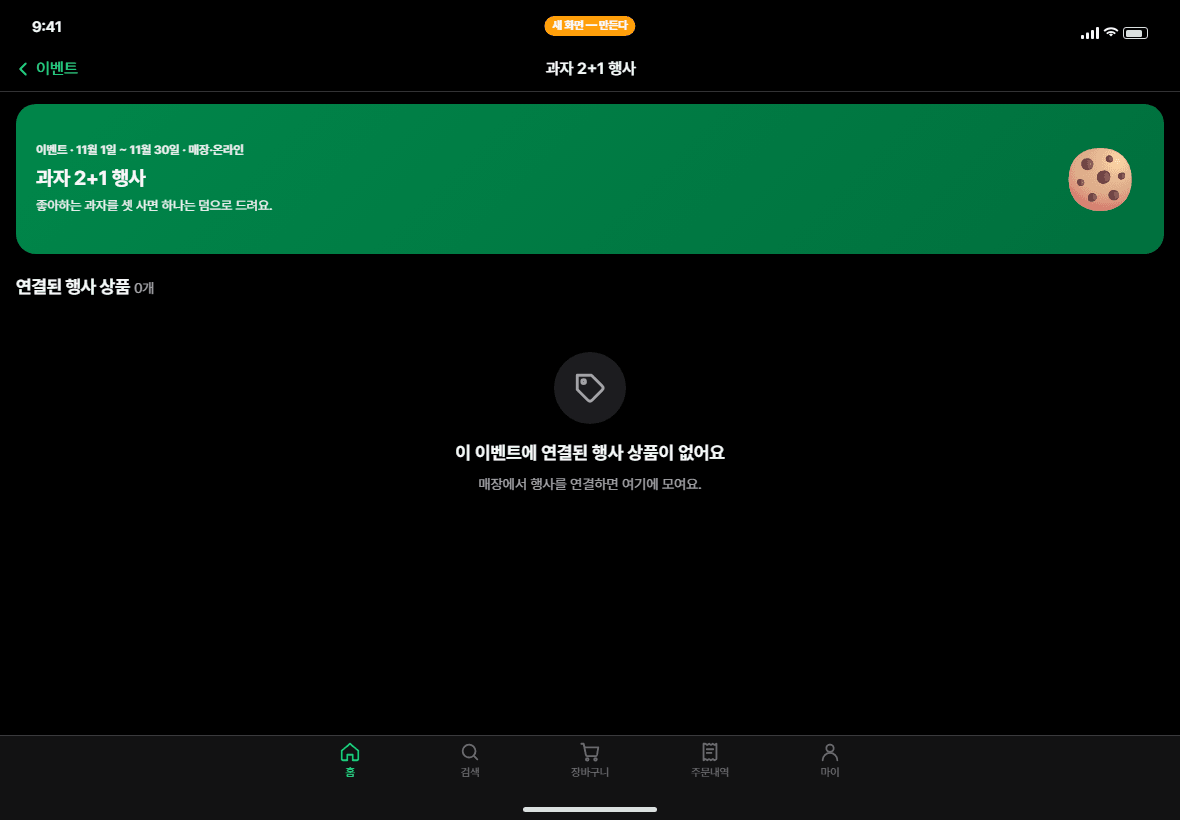 9:41
새 화면 — 만든다
이벤트
과자 2+1 행사
이벤트 · 11월 1일 ~ 11월 30일 · 매장·온라인
과자 2+1 행사
좋아하는 과자를 셋 사면 하나는 덤으로 드려요.
연결된 행사 상품 0개
이 이벤트에 연결된 행사 상품이 없어요
매장에서 행사를 연결하면 여기에 모여요.
홈
검색
장바구니
주문내역
마이